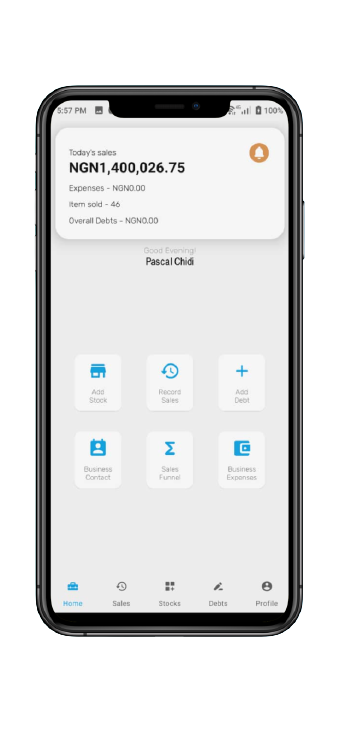 5:57 PM
4G
100%
Today's sales
NGN1,400,026.75
Expenses - NGN0.00
Item sold - 46
Overall Debts - NGN0.00
Good Evening!
Pascal Chidi
Add
Stock
Record
Sales
Add
Debt
Business
Contact
Sales
Funnel
Business
Expenses
Home
Sales
Stocks
Debts
Profile